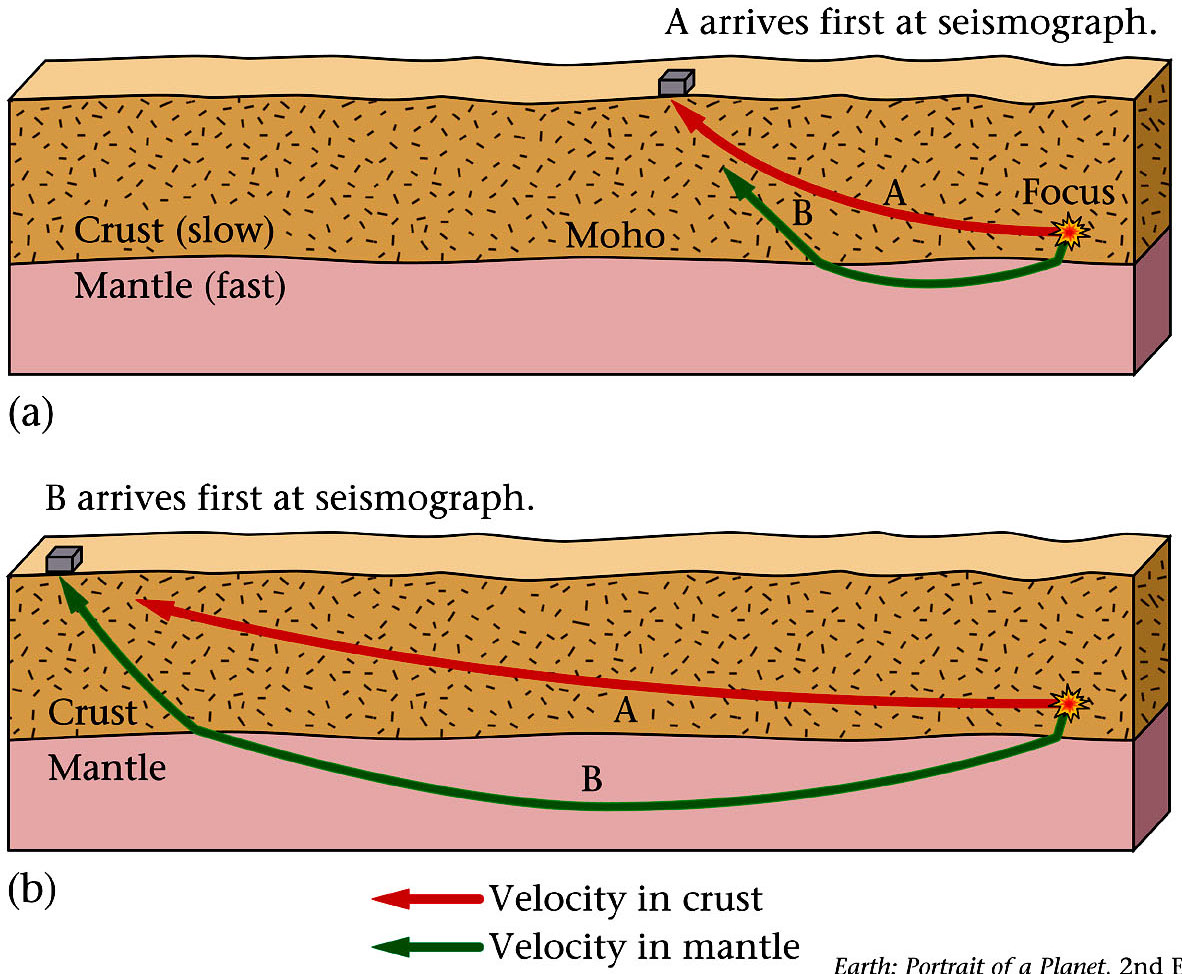 A arrives first at seismograph.
Focus
A
B
Crust (slow)
Moho
Mantle (fast)
(a)
B arrives first at seismograph.
Crust
A
Mantle
B
(b)
Velocity in crust
Velocity in mantle
Earth: Portrait of a Planet, 2nd